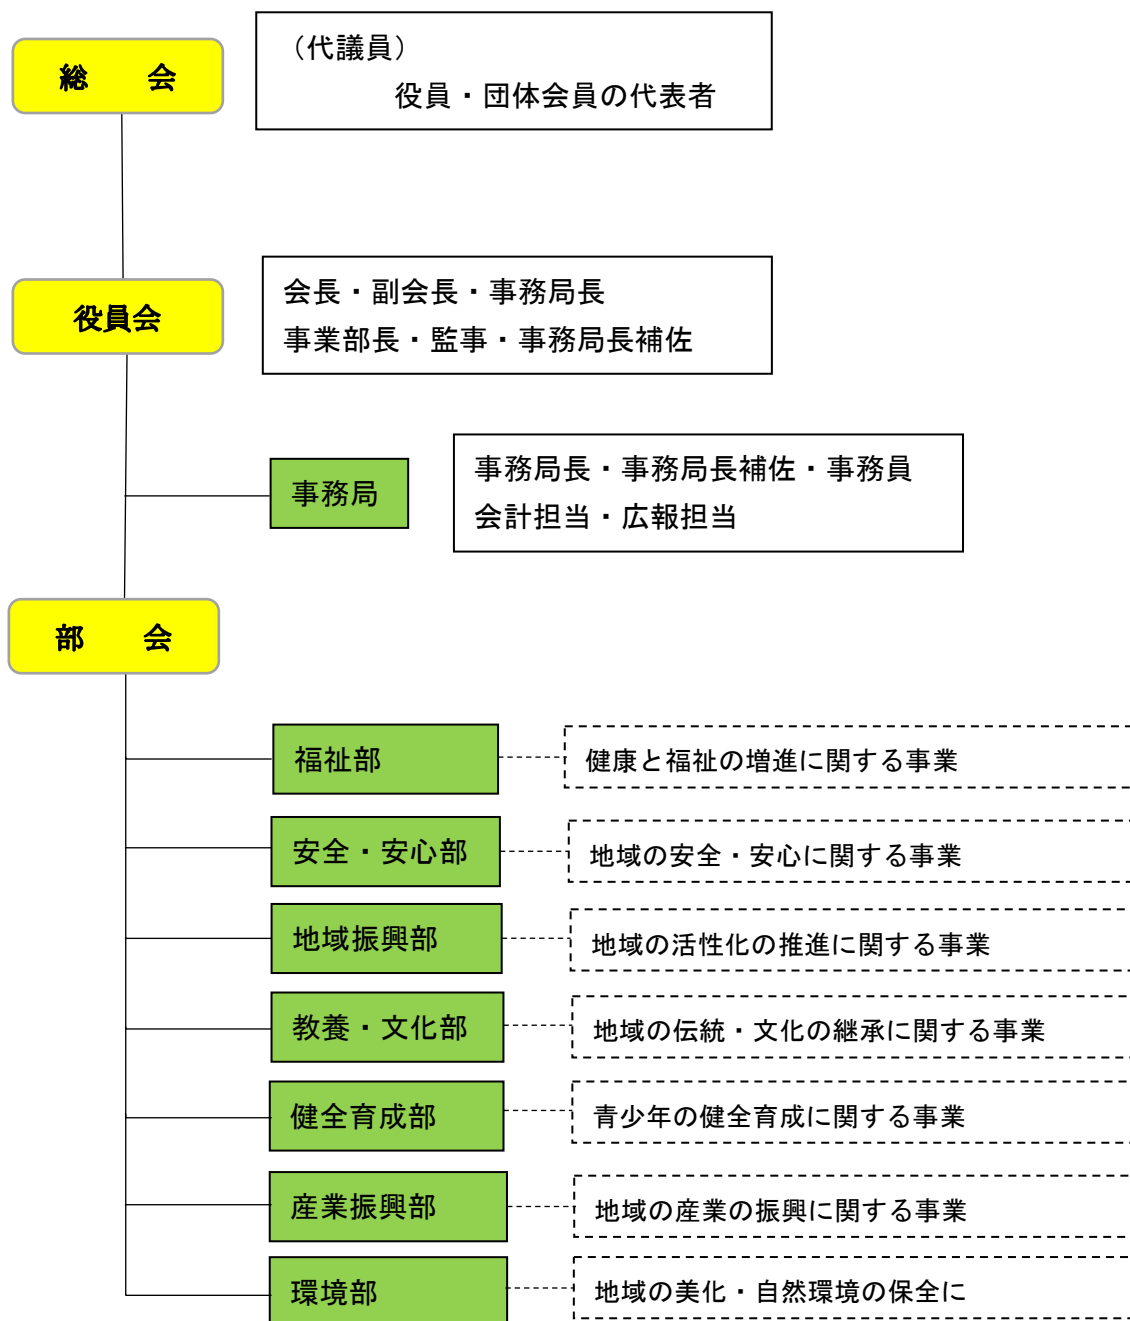 総　会
（代議員）
役員・団体会員の代表者
役員会
会長・副会長・事務局長
事業部長・監事・事務局長補佐
事務局
事務局長・事務局長補佐・事務員
会計担当・広報担当
部　会
福祉部
健康と福祉の増進に関する事業
安全・安心部
地域の安全・安心に関する事業
地域振興部
地域の活性化の推進に関する事業
教養・文化部
地域の伝統・文化の継承に関する事業
健全育成部
青少年の健全育成に関する事業
産業振興部
地域の産業の振興に関する事業
環境部
地域の美化・自然環境の保全に